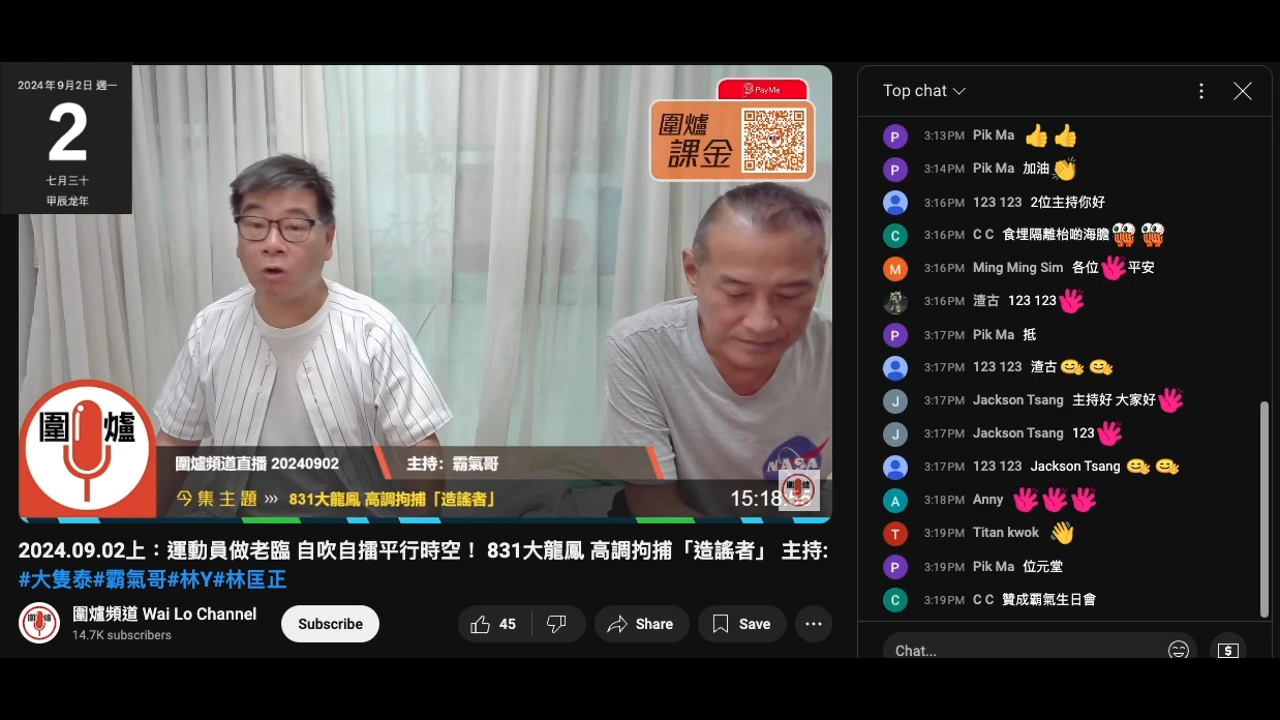 2024年9月2日 週一
2
七月三十
甲辰龙年
PayMe
圍爐
課金
圍爐
圍爐頻道直播 20240902
主持：霸氣哥
今集主題 »› 831大龍鳳 高調拘捕「造謠者」
NASA
15:18
2024.09.02上：運動員做老臨 自吹自擂平行時空！ 831大龍鳳 高調拘捕「造謠者」 主持:
#大隻泰#霸氣哥#林Y#林匡正
圍爐頻道 Wai Lo Channel
14.7K subscribers
Subscribe
45
Share
Save
Top chat
P 3:13PM Pik Ma 👍👍
P 3:14PM Pik Ma 加油👏
3:16PM 123 123 2位主持你好
C 3:16PM C C 食埋隔離枱啲海膽
M 3:16PM Ming Ming Sim 各位 平安
3:16PM 渣古 123 123
P 3:17PM Pik Ma 抵
3:17PM 123 123 渣古
J 3:17PM Jackson Tsang 主持好 大家好
J 3:17PM Jackson Tsang 123
3:17PM 123 123 Jackson Tsang
A 3:18PM Anny
T 3:19PM Titan kwok 👋
P 3:19PM Pik Ma 位元堂
C 3:19PM C C 贊成霸氣生日會
Chat...